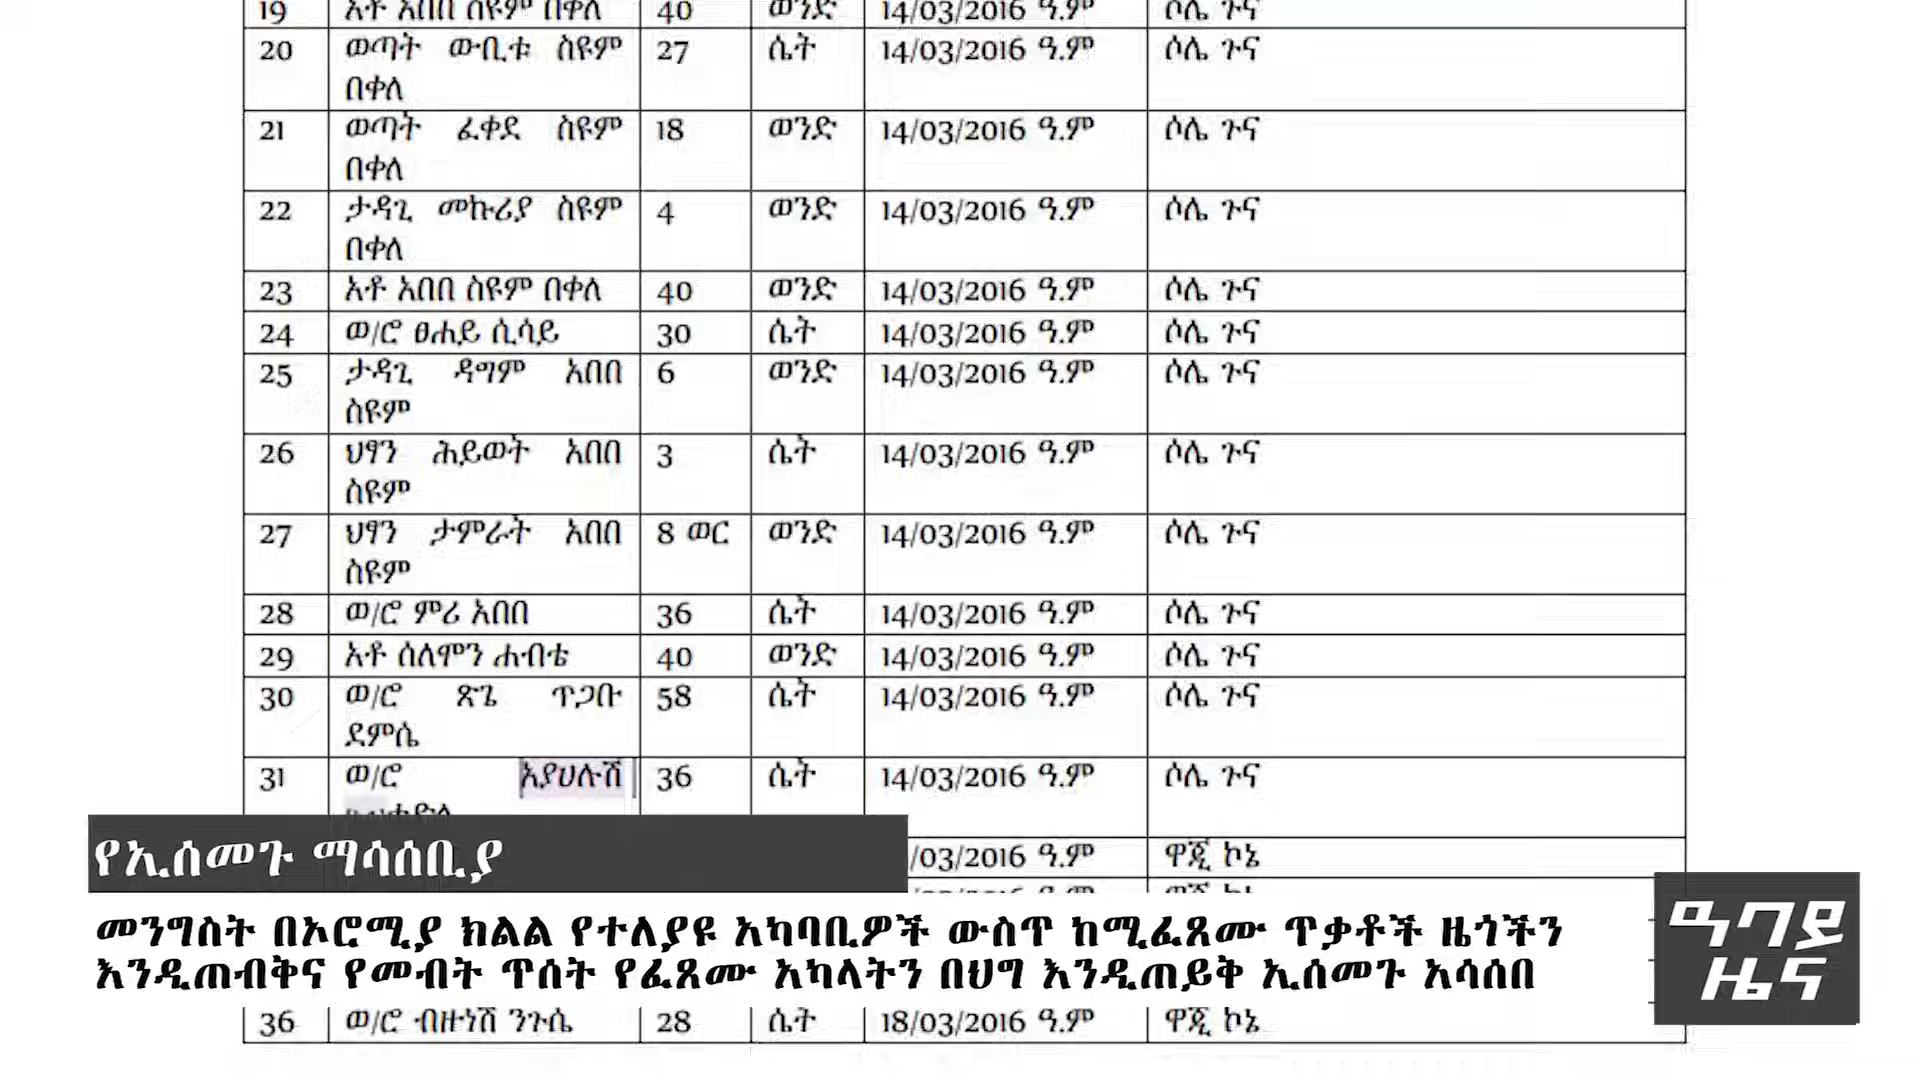 19 አቶ አበበ ስዩም በቀለ 40 ወንድ 14/03/2016 ዓ.ም ሶሌ ጉና
20 ወጣት ውቢቱ ስዩም 27 ሴት 14/03/2016 ዓ.ም ሶሌ ጉና
በቀለ
21 ወጣት ፈቀደ ስዩም 18 ወንድ 14/03/2016 ዓ.ም ሶሌ ጉና
በቀለ
22 ታዳጊ መኩሪያ ስዩም 4 ወንድ 14/03/2016 ዓ.ም ሶሌ ጉና
በቀለ
23 አቶ አበበ ስዩም በቀለ 40 ወንድ 14/03/2016 ዓ.ም ሶሌ ጉና
24 ወ/ሮ ፀሐይ ሲሳይ 30 ሴት 14/03/2016 ዓ.ም ሶሌ ጉና
25 ታዳጊ ዳግም አበበ 6 ወንድ 14/03/2016 ዓ.ም ሶሌ ጉና
ስዩም
26 ህፃን ሕይወት አበበ 3 ሴት 14/03/2016 ዓ.ም ሶሌ ጉና
ስዩም
27 ህፃን ታምራት አበበ 8 ወር ወንድ 14/03/2016 ዓ.ም ሶሌ ጉና
ስዩም
28 ወ/ሮ ምሪ አበበ 36 ሴት 14/03/2016 ዓ.ም ሶሌ ጉና
29 አቶ ሰለሞን ሐብቴ 40 ወንድ 14/03/2016 ዓ.ም ሶሌ ጉና
30 ወ/ሮ ጽጌ ጥጋቡ 58 ሴት 14/03/2016 ዓ.ም ሶሌ ጉና
ደምሴ
31 ወ/ሮ አያህሉሽ 36 ሴት 14/03/2016 ዓ.ም ሶሌ ጉና
/03/2016 ዓ.ም ዋጂ ኮኔ
የኢሰመጉ ማሳሰቢያ
መንግስት በኦሮሚያ ክልል የተለያዩ አካባቢዎች ውስጥ ከሚፈጸሙ ጥቃቶች ዜጎችን
እንዲጠብቅና የመብት ጥሰት የፈጸሙ አካላትን በህግ እንዲጠይቅ ኢሰመጉ አሳሰበ
ዓባይ
ዜና
36 ወ/ሮ ብዙነሽ ንጉሴ 28 ሴት 18/03/2016 ዓ.ም ዋጂ ኮኔ